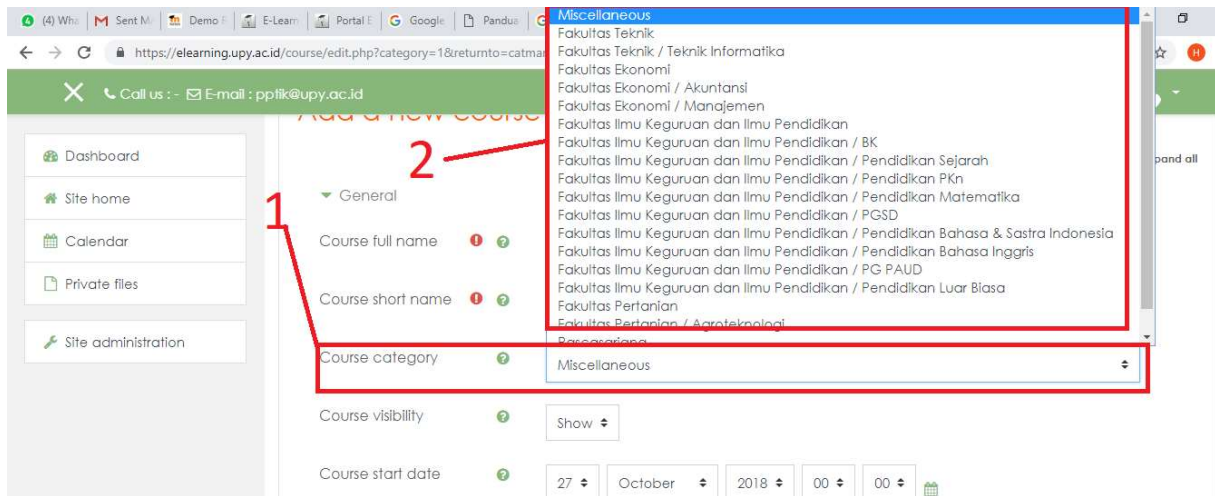 (4) Wha M Sent M Demo E-Learn Portal E G Google Pandua G
https://elearning.upy.ac.id/course/edit.php?category=1&returnto=catma H
Call us : - E-mail : pptik@upy.ac.id
Add a new course
pand all
Dashboard
Site home
Calendar
Private files
Site administration
1
2
Miscellaneous
Fakultas Teknik
Fakultas Teknik / Teknik Informatika
Fakultas Ekonomi
Fakultas Ekonomi / Akuntansi
Fakultas Ekonomi / Manajemen
Fakultas Ilmu Keguruan dan Ilmu Pendidikan
Fakultas Ilmu Keguruan dan Ilmu Pendidikan / BK
Fakultas Ilmu Keguruan dan Ilmu Pendidikan / Pendidikan Sejarah
Fakultas Ilmu Keguruan dan Ilmu Pendidikan / Pendidikan PKn
Fakultas Ilmu Keguruan dan Ilmu Pendidikan / Pendidikan Matematika
Fakultas Ilmu Keguruan dan Ilmu Pendidikan / PGSD
Fakultas Ilmu Keguruan dan Ilmu Pendidikan / Pendidikan Bahasa & Sastra Indonesia
Fakultas Ilmu Keguruan dan Ilmu Pendidikan / Pendidikan Bahasa Inggris
Fakultas Ilmu Keguruan dan Ilmu Pendidikan / PG PAUD
Fakultas Ilmu Keguruan dan Ilmu Pendidikan / Pendidikan Luar Biasa
Fakultas Pertanian
Fakultas Pertanian / Agroteknologi
Pascasarjana
General
Course full name
Course short name
Course category Miscellaneous
Course visibility Show
Course start date 27 October 2018 00 00